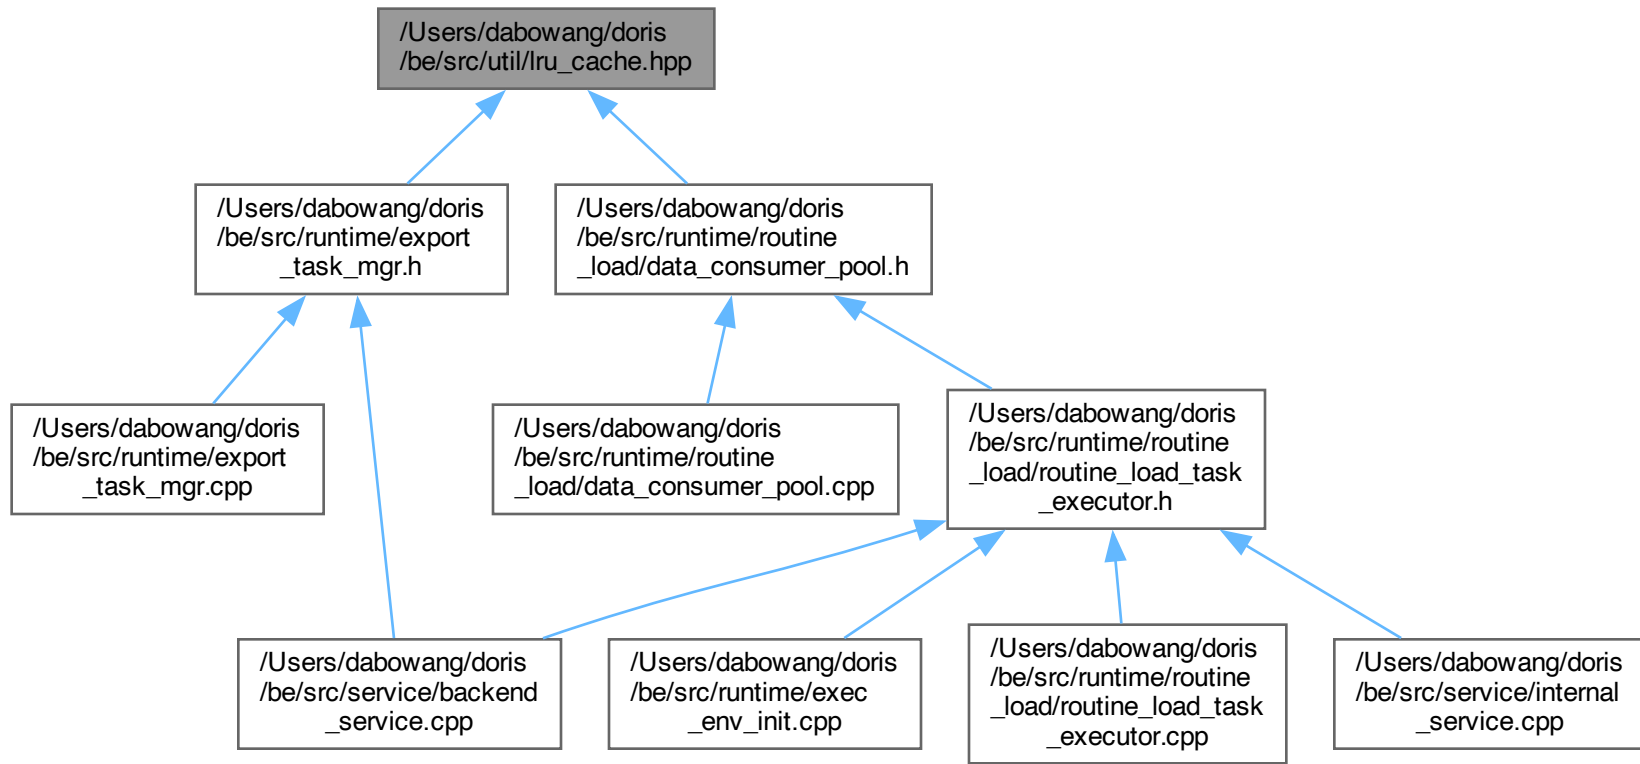 /Users/dabowang/doris
/be/src/util/lru_cache.hpp
/Users/dabowang/doris
/be/src/runtime/export
_task_mgr.h
/Users/dabowang/doris
/be/src/runtime/routine
_load/data_consumer_pool.h
/Users/dabowang/doris
/be/src/runtime/export
_task_mgr.cpp
/Users/dabowang/doris
/be/src/runtime/routine
_load/data_consumer_pool.cpp
/Users/dabowang/doris
/be/src/runtime/routine
_load/routine_load_task
_executor.h
/Users/dabowang/doris
/be/src/service/backend
_service.cpp
/Users/dabowang/doris
/be/src/runtime/exec
_env_init.cpp
/Users/dabowang/doris
/be/src/runtime/routine
_load/routine_load_task
_executor.cpp
/Users/dabowang/doris
/be/src/service/internal
_service.cpp